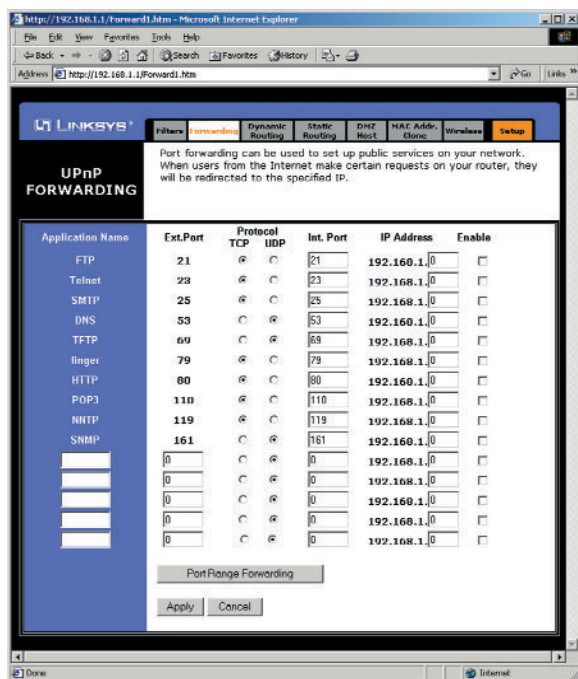 http://192.168.1.1/Forward1.htm - Microsoft Internet Explorer
File Edit View Favorites Tools Help
Back Search Favorites History
Address http://192.168.1.1/Forward1.htm Go Links »
LINKSYS® Filters Forwarding Dynamic Routing Static Routing DMZ Host MAC Addr. Clone Wireless Setup
UPnP FORWARDING
Port forwarding can be used to set up public services on your network.
When users from the Internet make certain requests on your router, they
will be redirected to the specified IP.
Application Name Ext.Port Protocol TCP UDP Int. Port IP Address Enable
FTP 21 21 192.168.1.0
Telnet 23 23 192.168.1.0
SMTP 25 25 192.168.1.0
DNS 53 53 192.168.1.0
TFTP 69 69 192.168.1.0
finger 79 79 192.168.1.0
HTTP 80 80 192.168.1.0
POP3 110 110 192.168.1.0
NNTP 119 119 192.168.1.0
SNMP 161 161 192.168.1.0
0 0 192.168.1.0
0 0 192.168.1.0
0 0 192.168.1.0
0 0 192.168.1.0
0 0 192.168.1.0
Port Range Forwarding
Apply Cancel
Done Internet